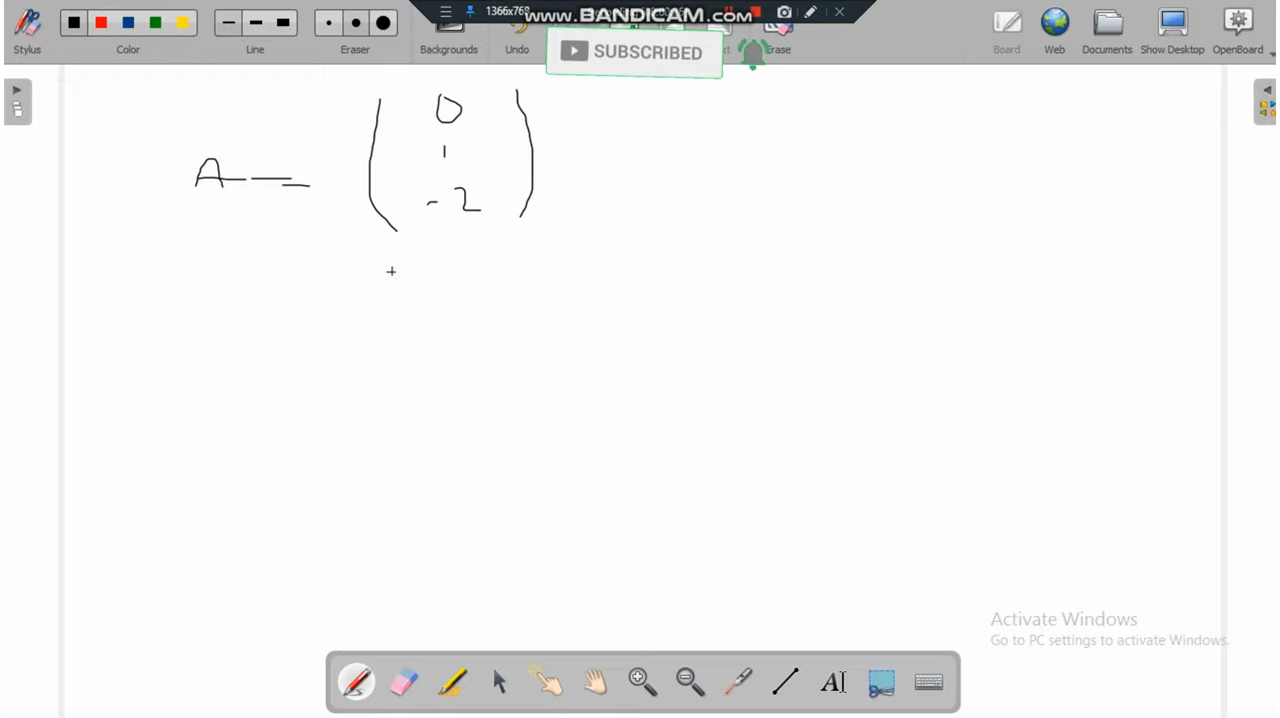 1366x768
www.BANDICAM.com
Stylus Color Line Eraser Backgrounds Undo Erase Board Web Documents Show Desktop OpenBoard
SUBSCRIBED
0
1
A =
- 2
Activate Windows
Go to PC settings to activate Windows.